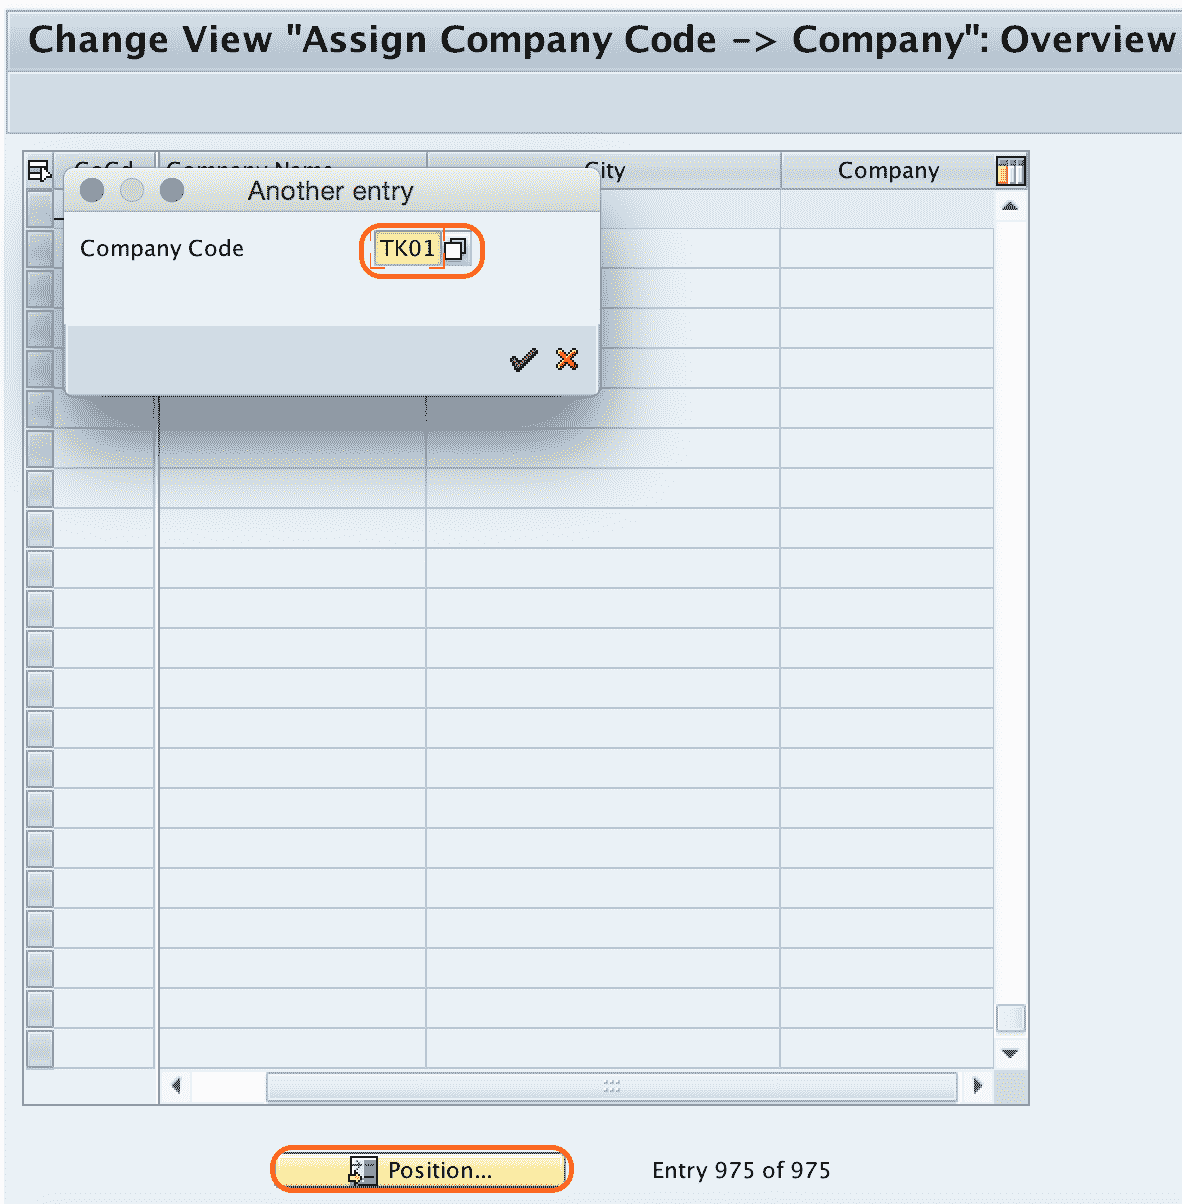 Change View "Assign Company Code -> Company": Overview
CoCd Company Name City Company
Another entry
Company Code TK01
Position... Entry 975 of 975